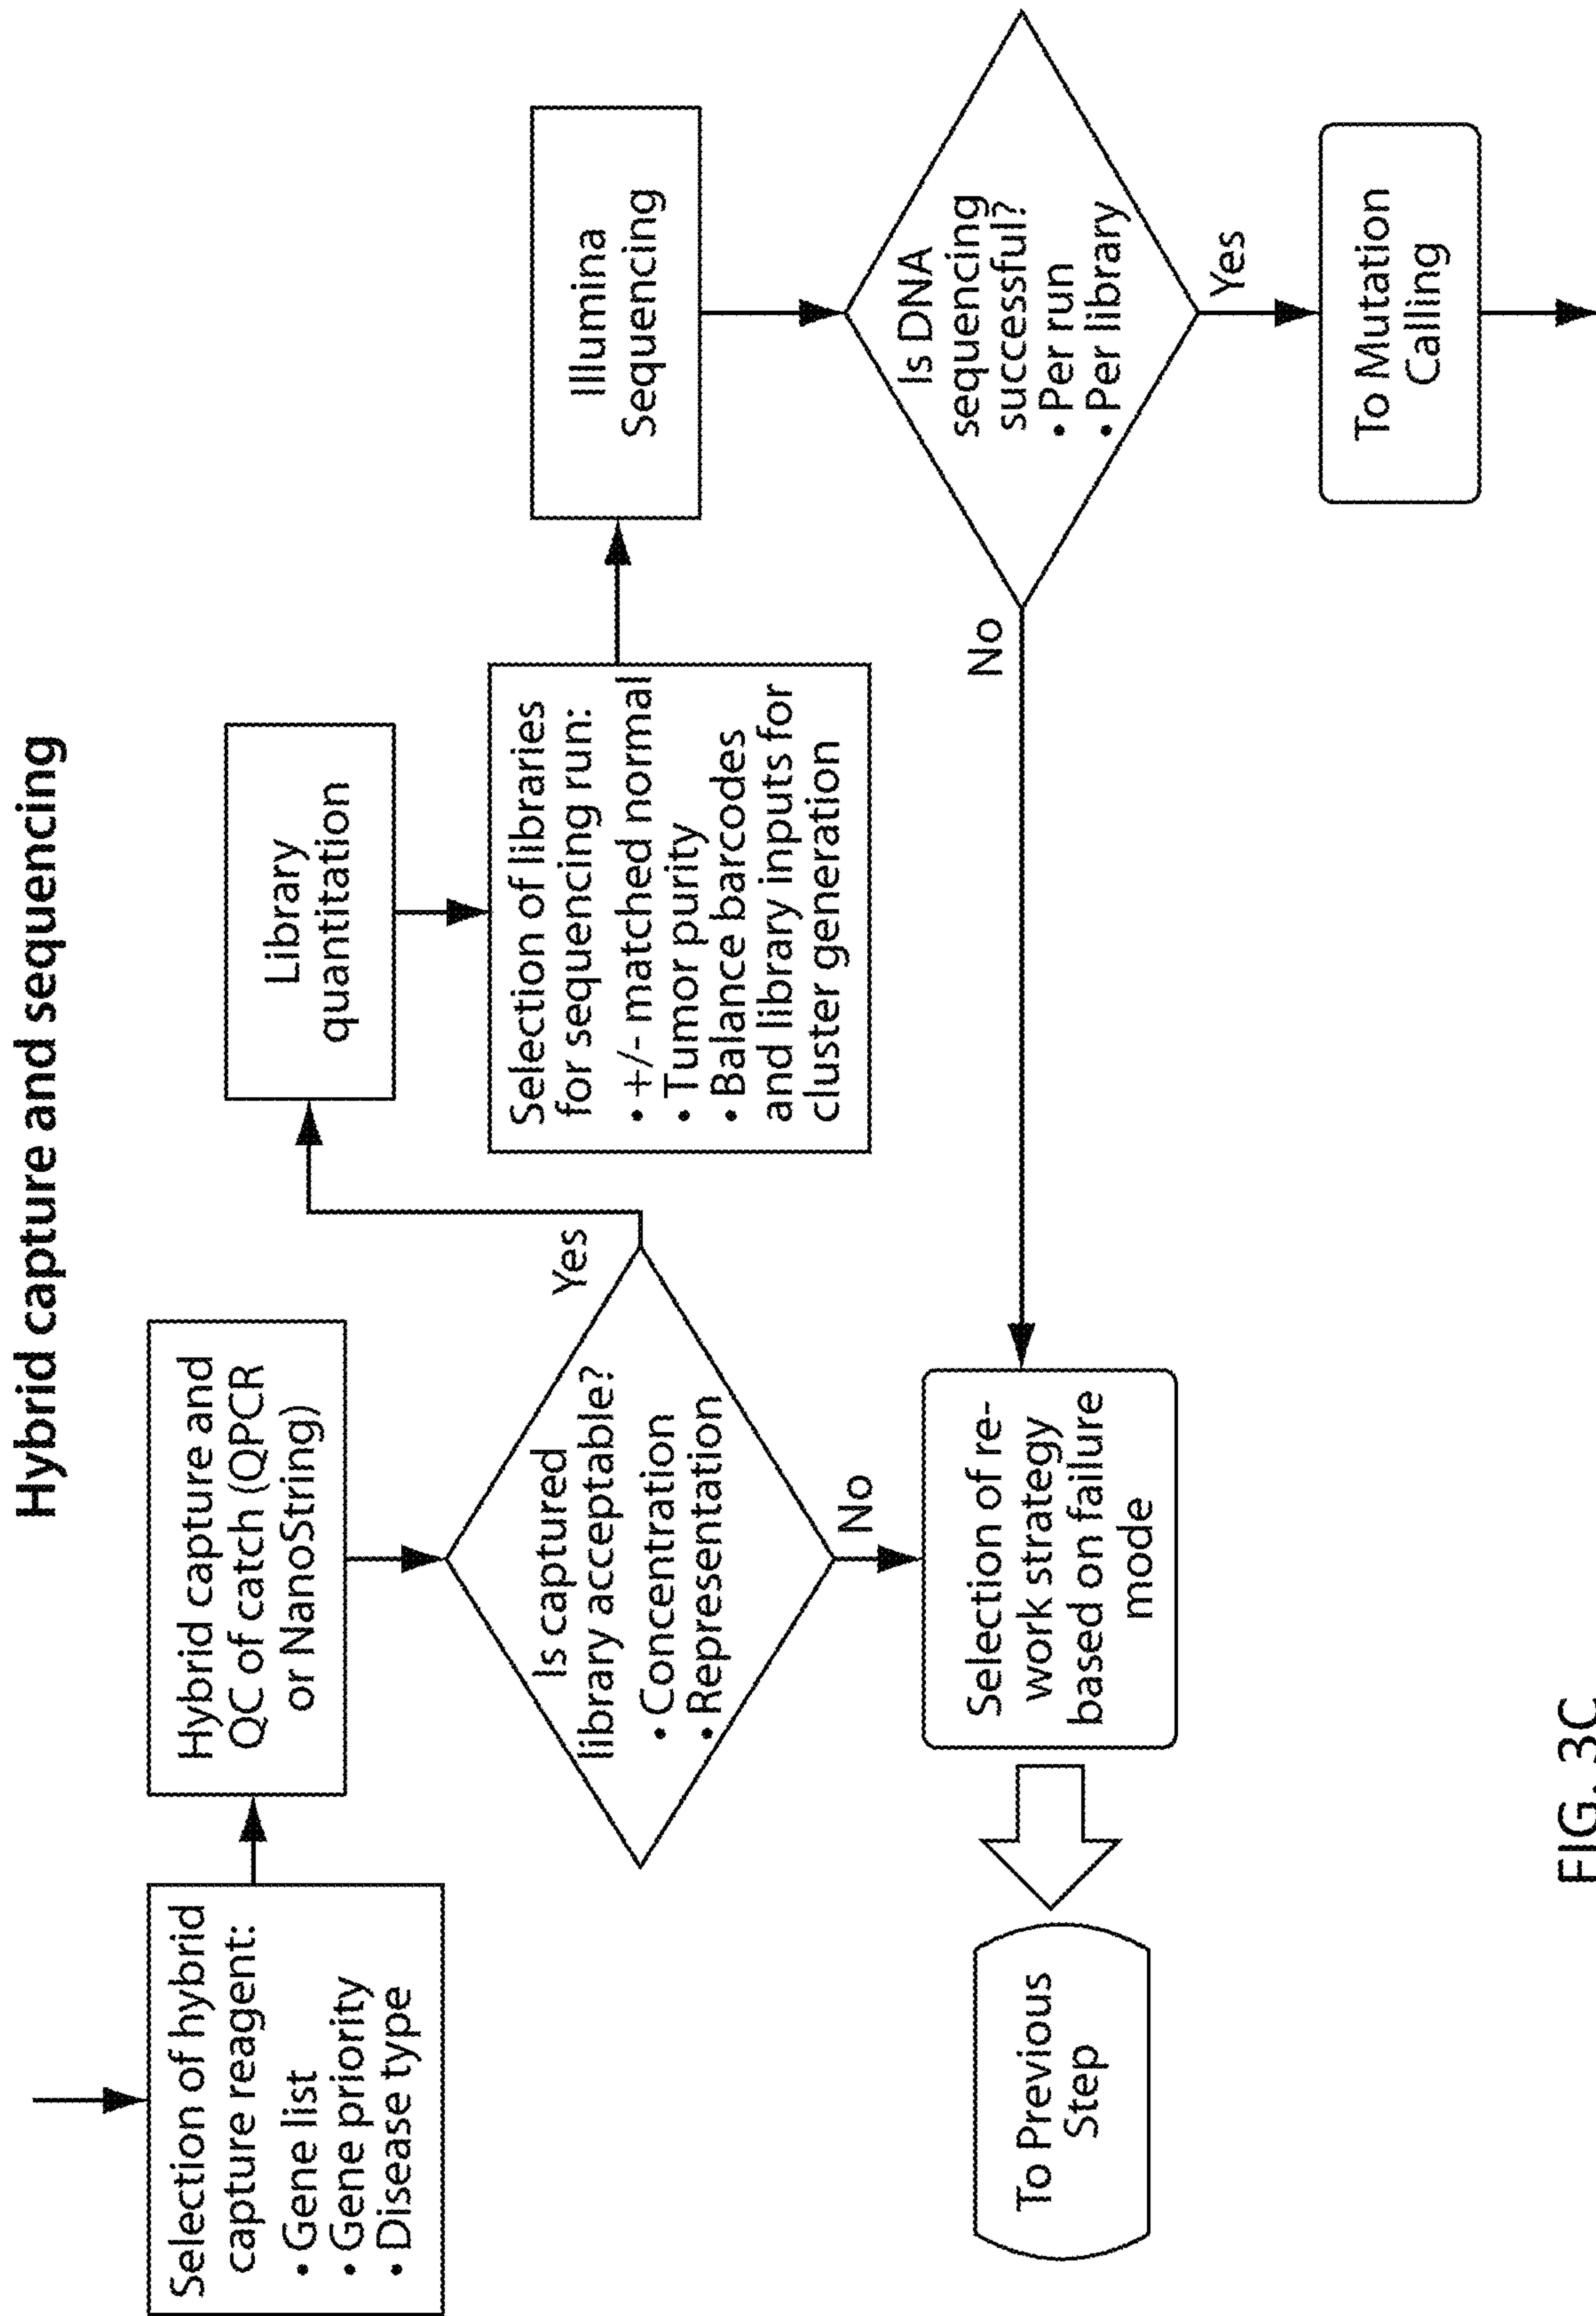 Hybrid capture and sequencing
Selection of hybrid
capture reagent:
• Gene list
• Gene priority
• Disease type
Hybrid capture and
QC of catch (QPCR
or NanoString)
Is captured
library acceptable?
• Concentration
• Representation
Yes
No
Library
quantitation
Selection of libraries
for sequencing run:
• +/- matched normal
• Tumor purity
• Balance barcodes
and library inputs for
cluster generation
Illumina
Sequencing
Is DNA
sequencing
successful?
• Per run
• Per library
No
Yes
To Mutation
Calling
Selection of re-
work strategy
based on failure
mode
To Previous
Step
FIG. 3C